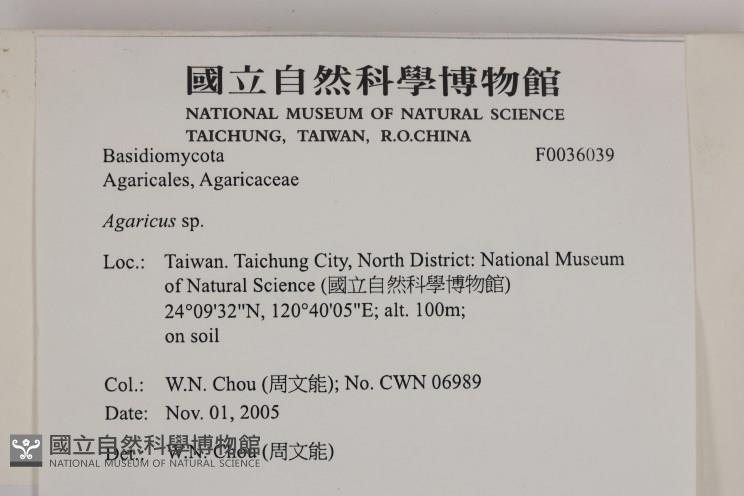 國立自然科學博物館
NATIONAL MUSEUM OF NATURAL SCIENCE
TAICHUNG, TAIWAN, R.O.CHINA
Basidiomycota F0036039
Agaricales, Agaricaceae
Agaricus sp.
Loc.: Taiwan. Taichung City, North District: National Museum
of Natural Science (國立自然科學博物館)
24°09'32"N, 120°40'05"E; alt. 100m;
on soil
Col.: W.N. Chou (周文能); No. CWN 06989
Date: Nov. 01, 2005
Det.: W.N. Chou (周文能)
國立自然科學博物館
NATIONAL MUSEUM OF NATURAL SCIENCE